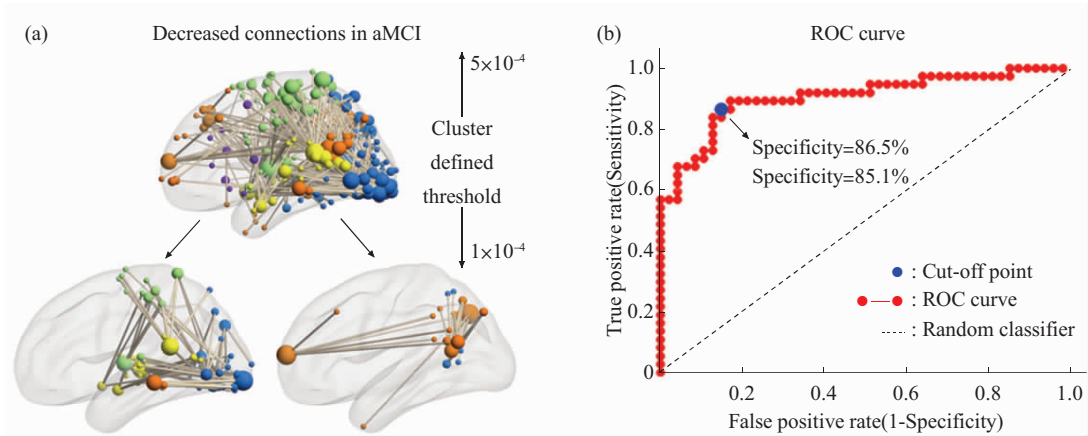 (a)
Decreased connections in aMCI
5×10⁻⁴
Cluster
defined
threshold
1×10⁻⁴
(b)
ROC curve
True positive rate(Sensitivity)
1.0
0.8
0.6
0.4
0.2
0
Specificity=86.5%
Specificity=85.1%
: Cut-off point
: ROC curve
: Random classifier
0.2
0.4
0.6
0.8
1.0
False positive rate(1-Specificity)